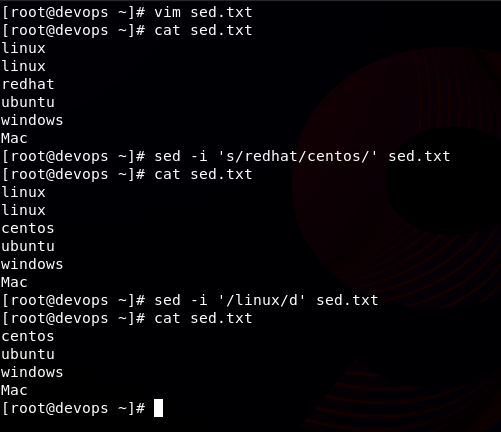 [root@devops ~]# vim sed.txt
[root@devops ~]# cat sed.txt
linux
linux
redhat
ubuntu
windows
Mac
[root@devops ~]# sed -i 's/redhat/centos/' sed.txt
[root@devops ~]# cat sed.txt
linux
linux
centos
ubuntu
windows
Mac
[root@devops ~]# sed -i '/linux/d' sed.txt
[root@devops ~]# cat sed.txt
centos
ubuntu
windows
Mac
[root@devops ~]#